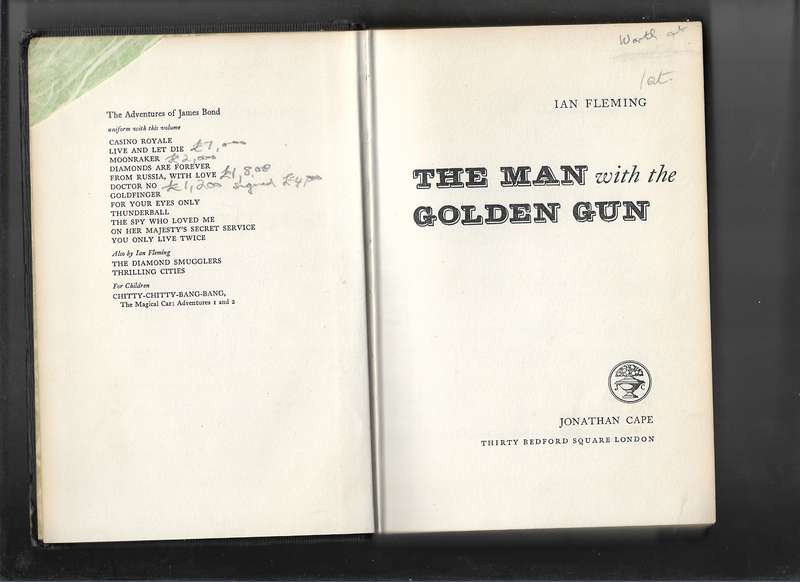 The Adventures of James Bond
uniform with this volume
CASINO ROYALE
LIVE AND LET DIE £7,000
MOONRAKER £2,000
DIAMONDS ARE FOREVER
FROM RUSSIA, WITH LOVE £1,800
DOCTOR NO £1,200 signed
GOLDFINGER
FOR YOUR EYES ONLY
THUNDERBALL
THE SPY WHO LOVED ME
ON HER MAJESTY'S SECRET SERVICE
YOU ONLY LIVE TWICE
Also by Ian Fleming
THE DIAMOND SMUGGLERS
THRILLING CITIES
For Children
CHITTY-CHITTY-BANG-BANG,
The Magical Car: Adventures 1 and 2
Worth
1st.
IAN FLEMING
THE MAN with the
GOLDEN GUN
J C
JONATHAN CAPE
THIRTY BEDFORD SQUARE LONDON